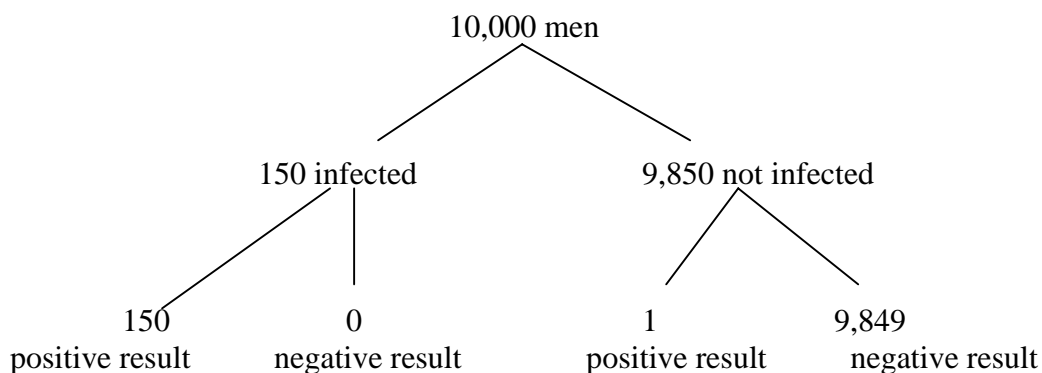 10,000 men
150 infected 9,850 not infected
150 0 1 9,849
positive result negative result positive result negative result